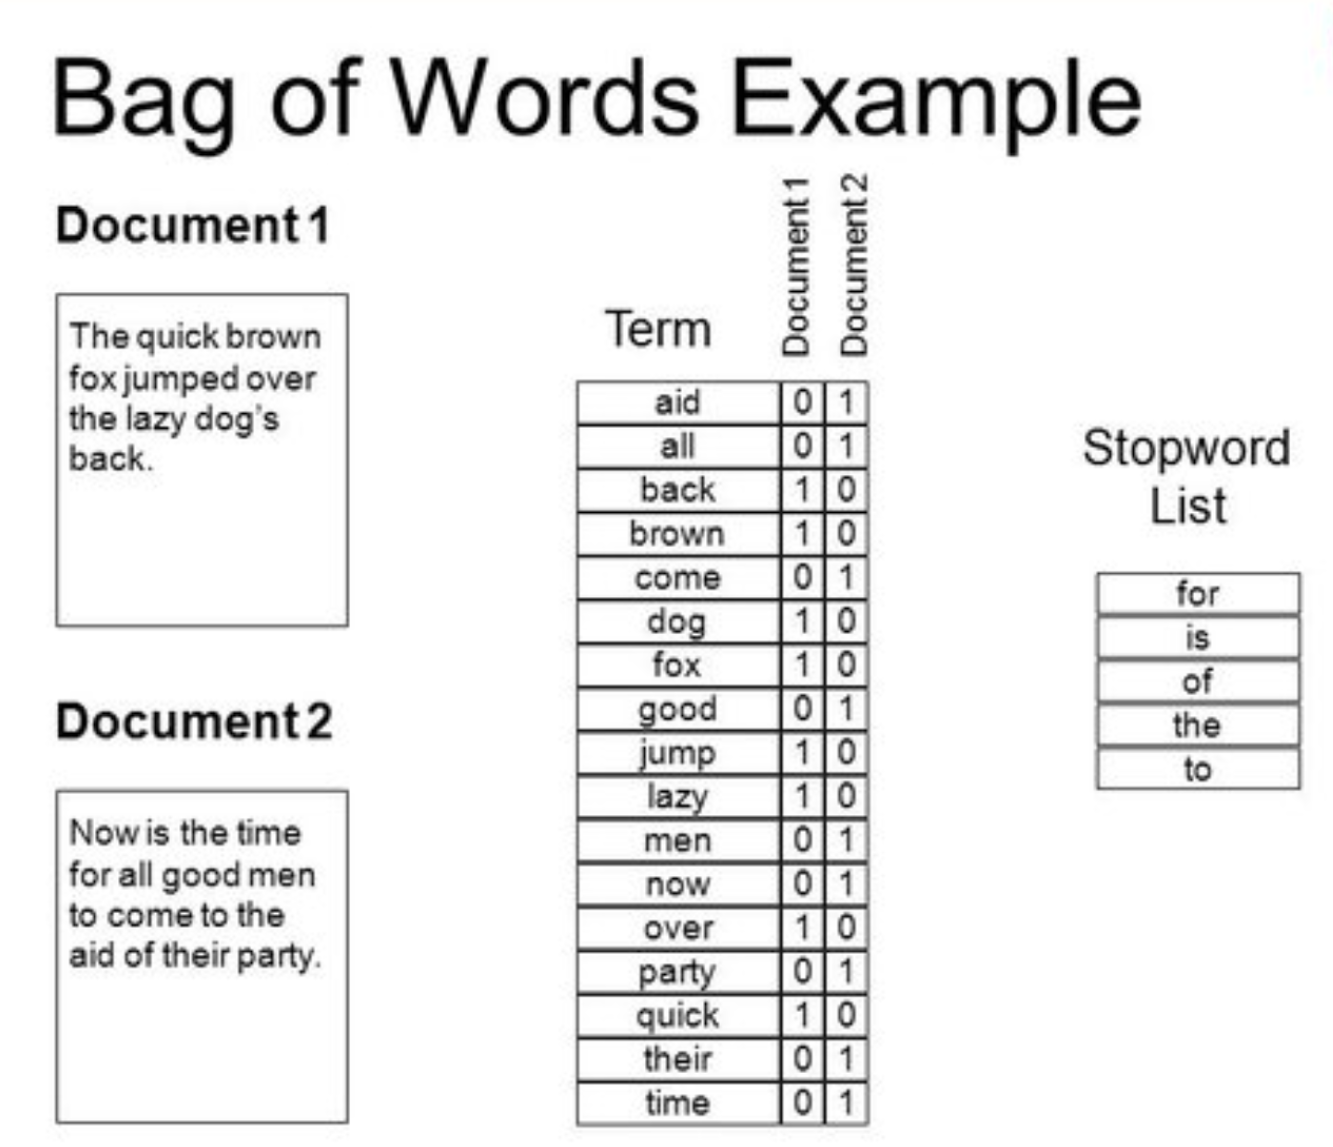 Bag of Words Example
Document 1
The quick brown
fox jumped over
the lazy dog's
back.
Document 2
Now is the time
for all good men
to come to the
aid of their party.
Term Document 1 Document 2
aid 0 1
all 0 1
back 1 0
brown 1 0
come 0 1
dog 1 0
fox 1 0
good 0 1
jump 1 0
lazy 1 0
men 0 1
now 0 1
over 1 0
party 0 1
quick 1 0
their 0 1
time 0 1
Stopword
List
for
is
of
the
to